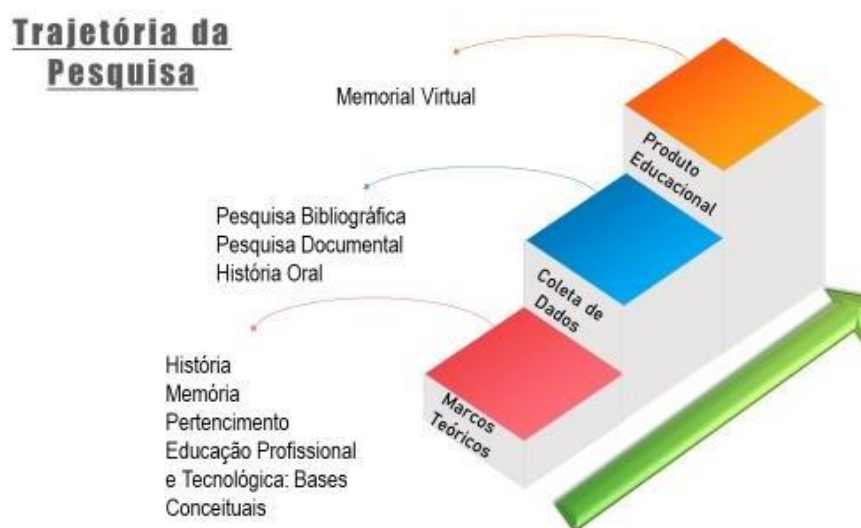 Trajetória da
Pesquisa
Memorial Virtual
Produto
Educacional
Pesquisa Bibliográfica
Pesquisa Documental
História Oral
Coleta de
Dados
História
Memória
Pertencimento
Educação Profissional
e Tecnológica: Bases
Conceituais
Marcos
Teóricos